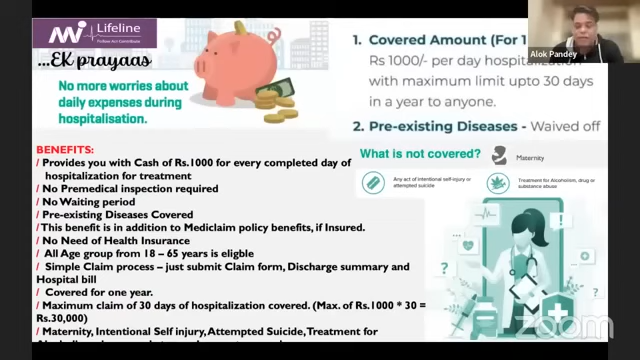 Lifeline
Protect Act Contribute
...Ek prayaas
No more worries about
daily expenses during
hospitalisation.
BENEFITS:
/ Provides you with Cash of Rs.1000 for every completed day of
hospitalization for treatment
/ No Premedical inspection required
/ No Waiting period
/ Pre-existing Diseases Covered
/This benefit is in addition to Mediclaim policy benefits, if Insured.
/ No Need of Health Insurance
/ All Age group from 18 – 65 years is eligble
/ Simple Claim process – just submit Claim form, Discharge summary and
Hospital bill
/ Covered for one year.
/ Maximum claim of 30 days of hospitalization covered. (Max. of Rs.1000 * 30 =
Rs.30,000)
/ Maternity, Intentional Self injury, Attempted Suicide, Treatment for
1. Covered Amount (For 1
Rs 1000/- per day hospitalization
with maximum limit upto 30 days
in a year to anyone.
2. Pre-existing Diseases - Waived off
What is not covered?
Maternity
Any act of intentional self-injury or
attempted suicide
Treatment for Alcoholism, drug or
substance abuse
Alok Pandey
zoom